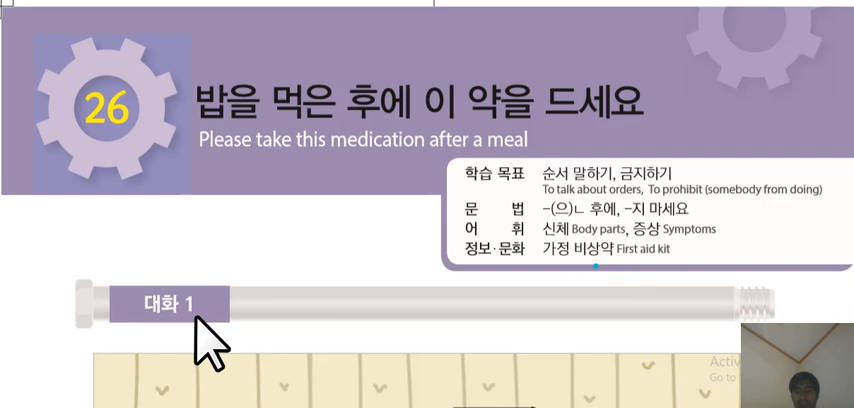 26
밥을 먹은 후에 이 약을 드세요
Please take this medication after a meal
학습 목표 순서 말하기, 금지하기
To talk about orders, To prohibit (somebody from doing)
문 법 -(으)ㄴ 후에, -지 마세요
어 휘 신체 Body parts, 증상 Symptoms
정보·문화 가정 비상약 First aid kit
대화 1
Activ
Go to